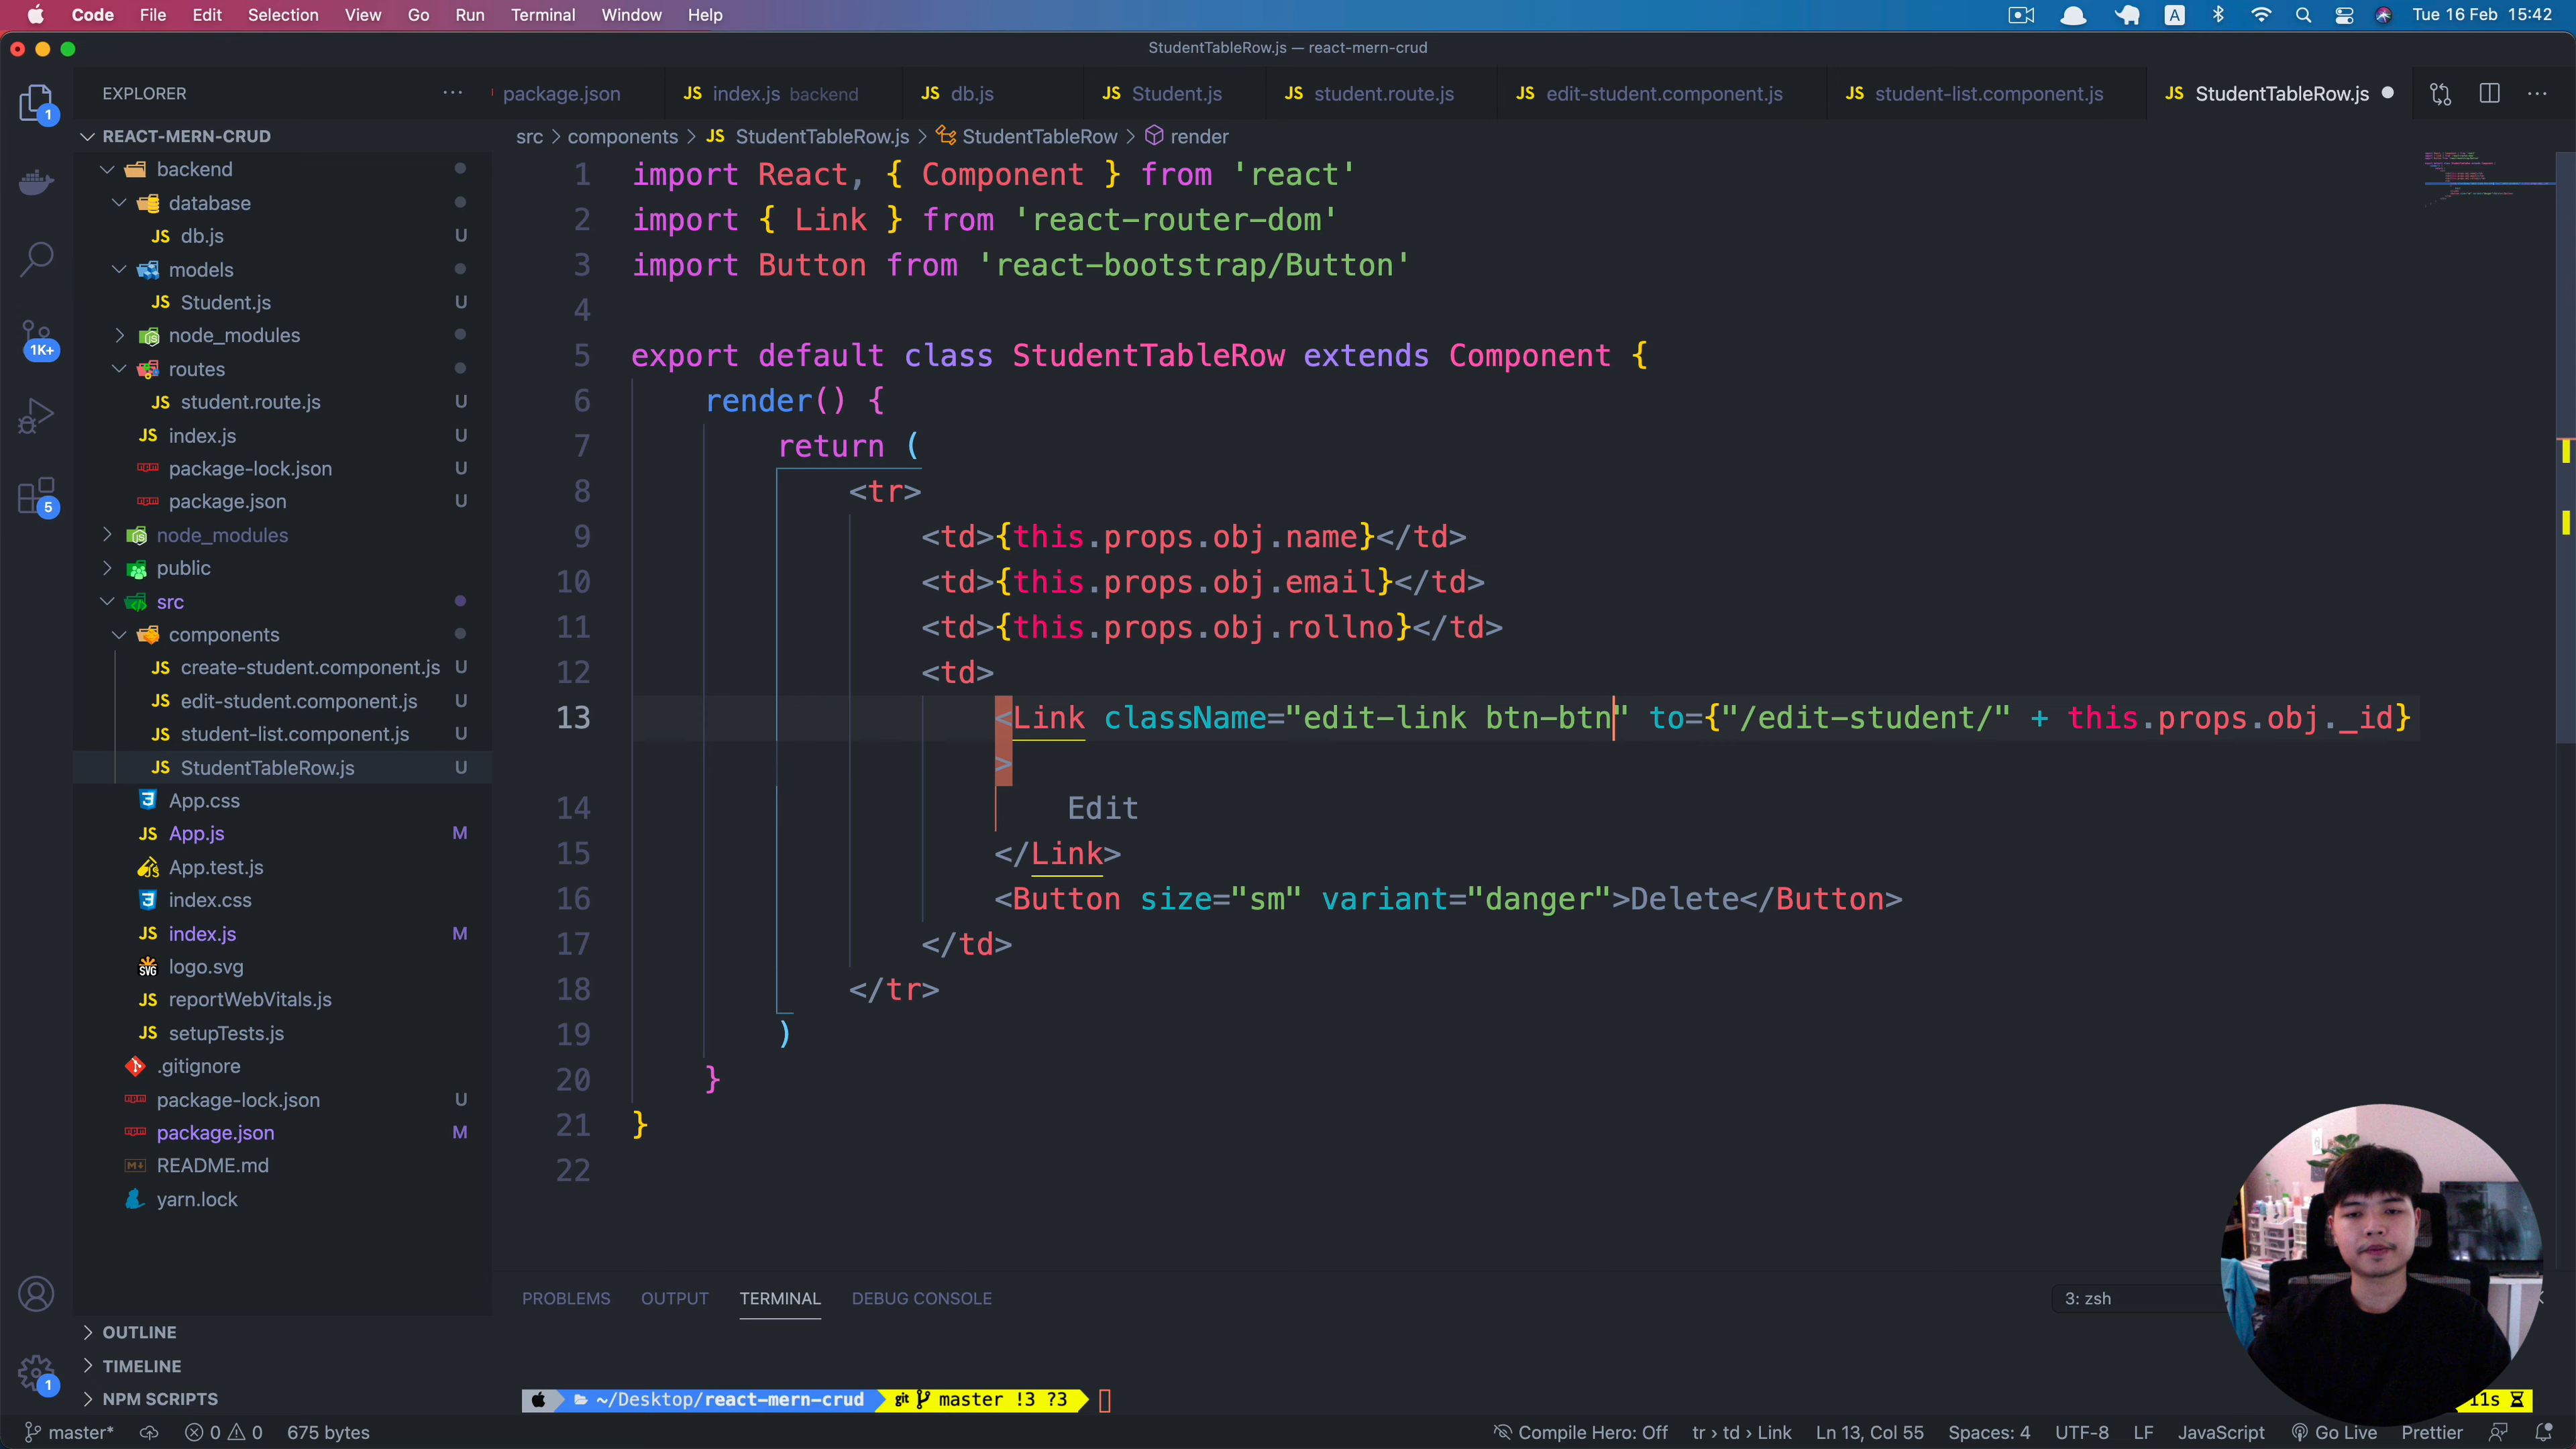 Code File Edit Selection View Go Run Terminal Window Help
A
Tue 16 Feb 15:42
StudentTableRow.js — react-mern-crud
EXPLORER ···
package.json
JS index.js backend
JS db.js
JS Student.js
JS student.route.js
JS edit-student.component.js
JS student-list.component.js
JS StudentTableRow.js
1
1K+
5
1
REACT-MERN-CRUD
backend
database
JS db.js U
models
JS Student.js U
node_modules
routes
JS student.route.js U
JS index.js U
package-lock.json U
package.json U
node_modules
public
src
components
JS create-student.component.js U
JS edit-student.component.js U
JS student-list.component.js U
JS StudentTableRow.js U
App.css
JS App.js M
App.test.js
index.css
JS index.js M
SVG logo.svg
JS reportWebVitals.js
JS setupTests.js
.gitignore
package-lock.json U
package.json M
README.md
yarn.lock
OUTLINE
TIMELINE
NPM SCRIPTS
src > components > JS StudentTableRow.js > StudentTableRow > render
1 import React, { Component } from 'react'
2 import { Link } from 'react-router-dom'
3 import Button from 'react-bootstrap/Button'
4
5 export default class StudentTableRow extends Component {
6 render() {
7 return (
8 <tr>
9 <td>{this.props.obj.name}</td>
10 <td>{this.props.obj.email}</td>
11 <td>{this.props.obj.rollno}</td>
12 <td>
13 <Link className="edit-link btn-btn" to={"/edit-student/" + this.props.obj._id}
>
14 Edit
15 </Link>
16 <Button size="sm" variant="danger">Delete</Button>
17 </td>
18 </tr>
19 )
20 }
21 }
22
PROBLEMS OUTPUT TERMINAL DEBUG CONSOLE
3: zsh
~/Desktop/react-mern-crud git master !3 ?3
11s
master* 0 0 675 bytes
Compile Hero: Off tr › td › Link Ln 13, Col 55 Spaces: 4 UTF-8 LF JavaScript Go Live Prettier